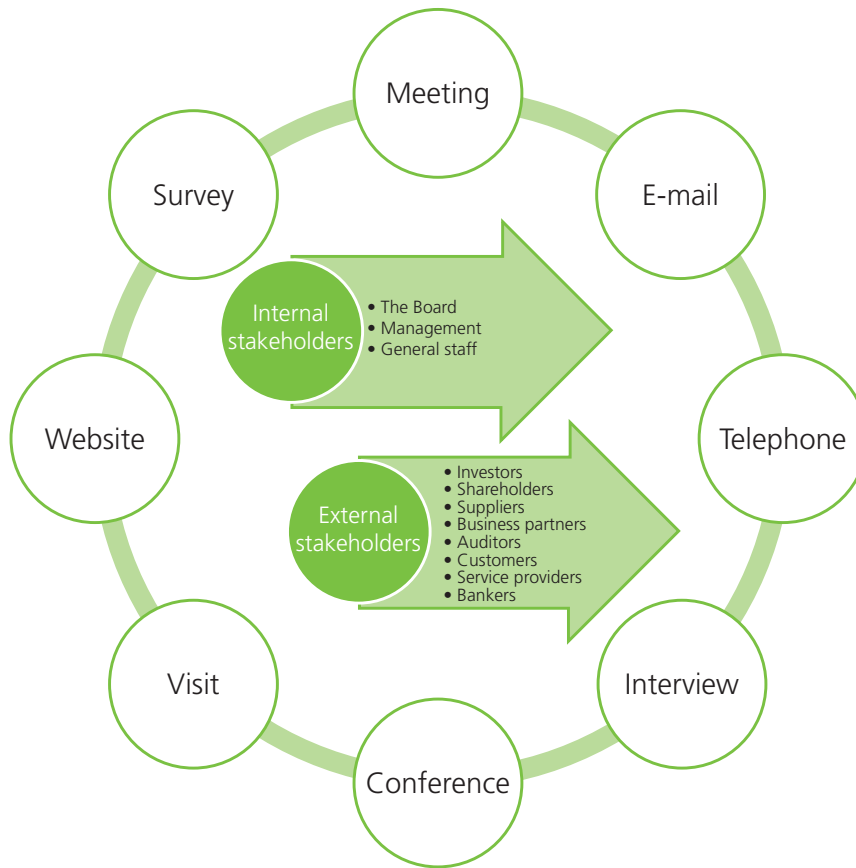 Meeting
Survey
E-mail
Internal
stakeholders
• The Board
• Management
• General staff
Website
Telephone
External
stakeholders
• Investors
• Shareholders
• Suppliers
• Business partners
• Auditors
• Customers
• Service providers
• Bankers
Visit
Interview
Conference